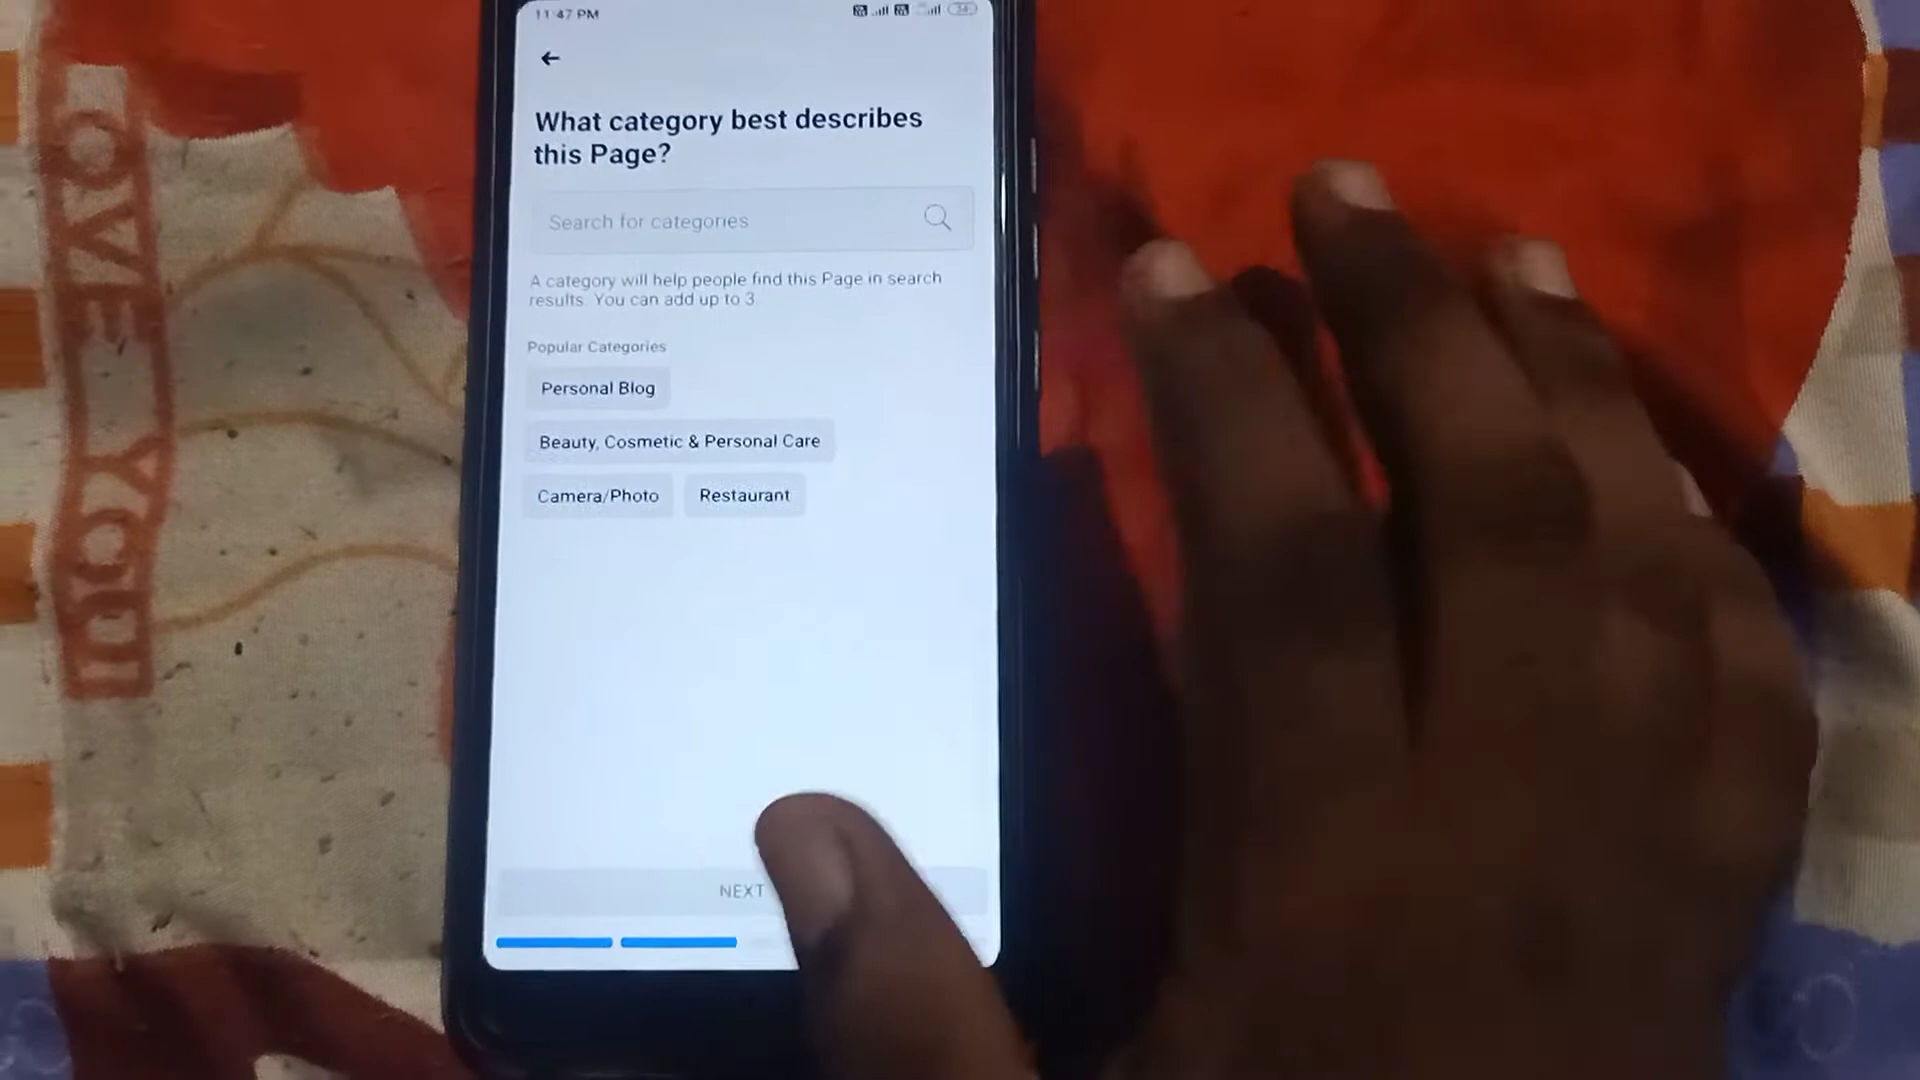 11:47 PM
What category best describes
this Page?
Search for categories
A category will help people find this Page in search
results. You can add up to 3.
Popular Categories
Personal Blog
Beauty, Cosmetic & Personal Care
Camera/Photo
Restaurant
NEXT
LOVE YOU